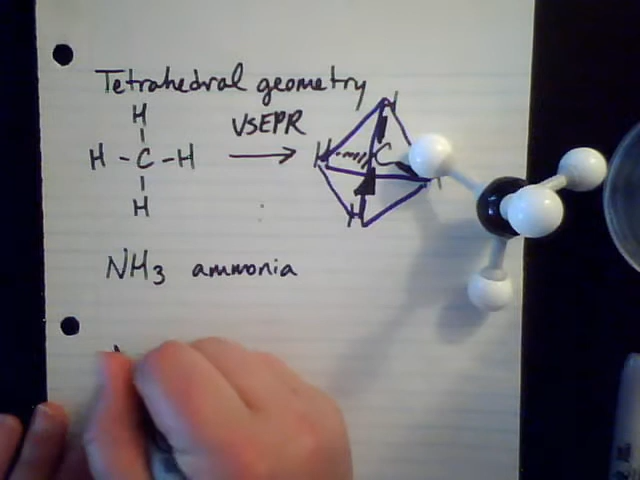 Tetrahedral geometry
H
VSEPR
H - C - H
H
H C
H
NH3 ammonia